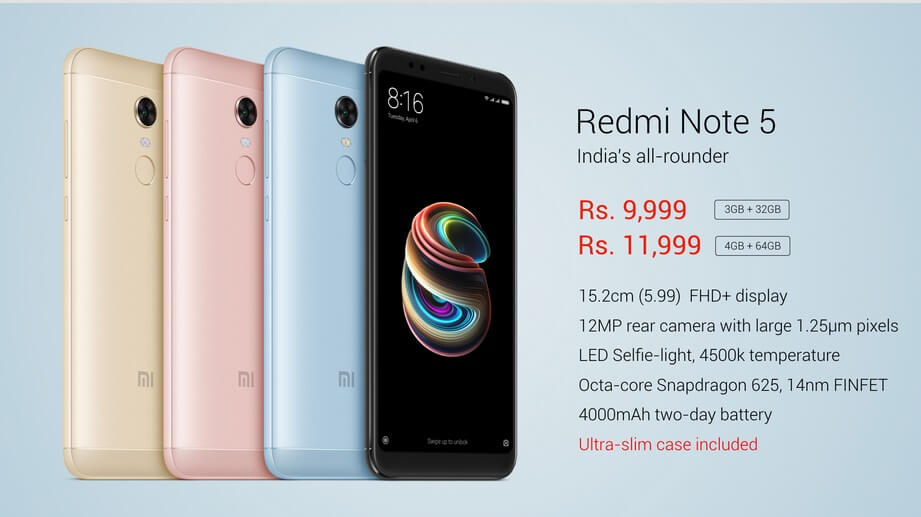 8:16
Tuesday, April 6
Swipe up to unlock
MI
MI
MI
Redmi Note 5
India's all-rounder
Rs. 9,999 3GB + 32GB
Rs. 11,999 4GB + 64GB
15.2cm (5.99) FHD+ display
12MP rear camera with large 1.25µm pixels
LED Selfie-light, 4500k temperature
Octa-core Snapdragon 625, 14nm FINFET
4000mAh two-day battery
Ultra-slim case included